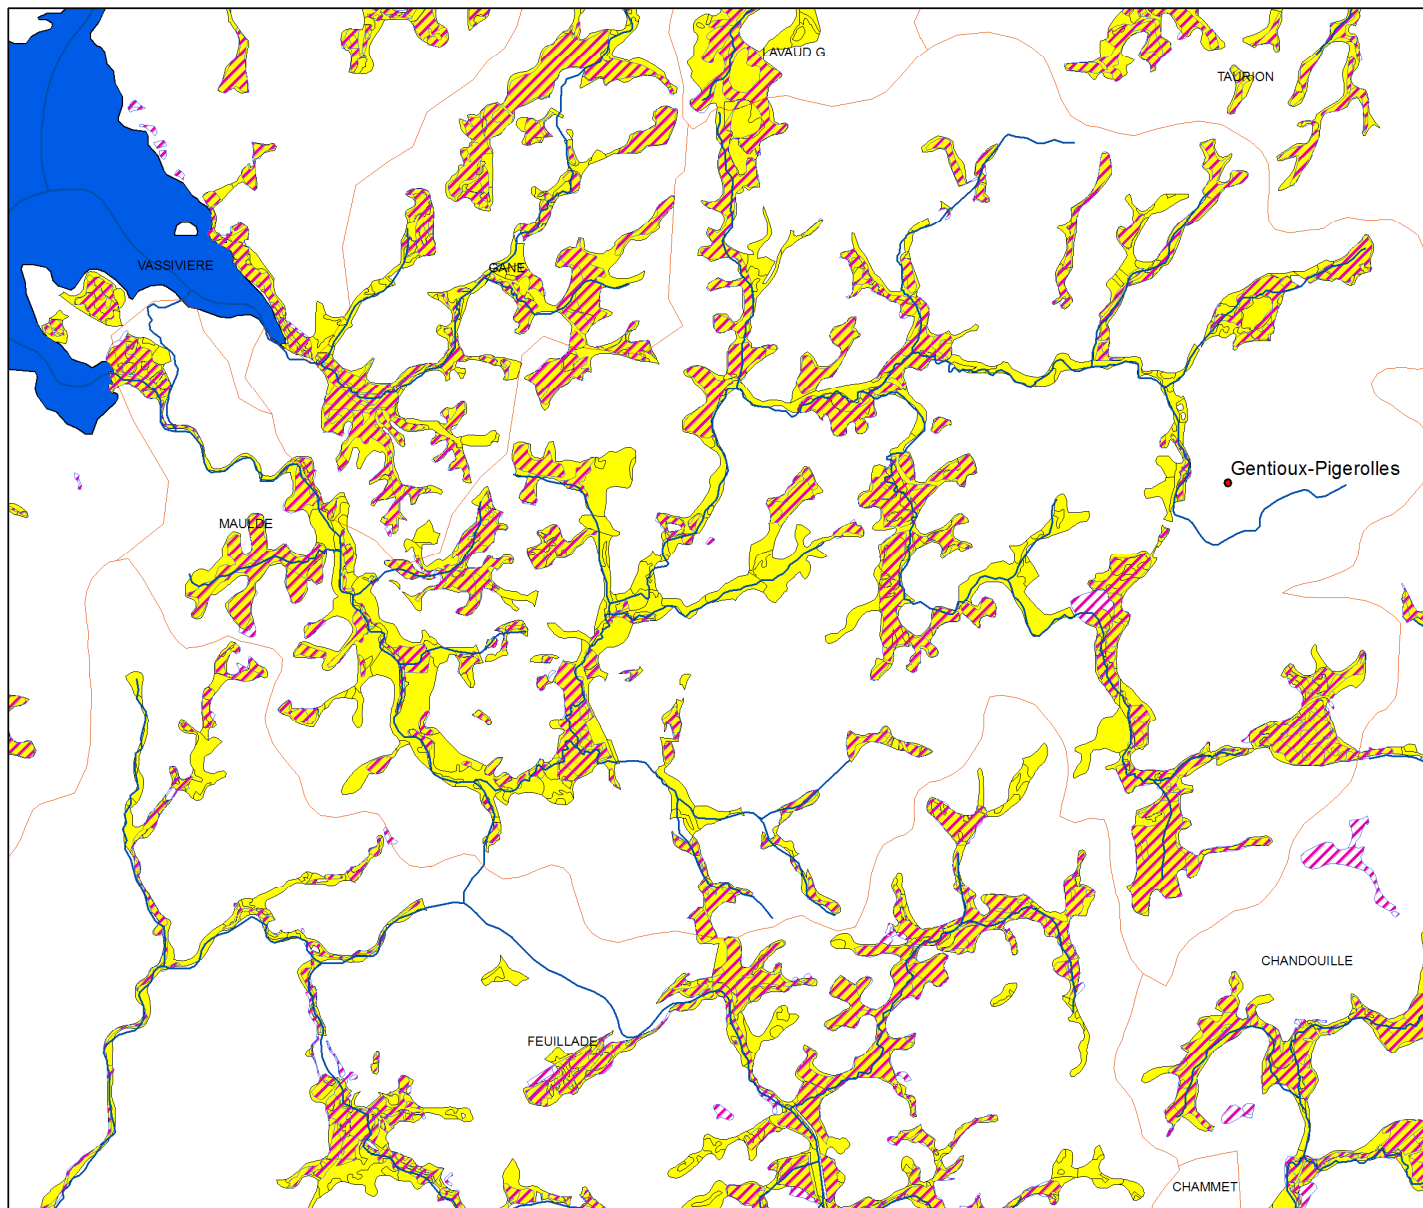 LAVAUD G
TAURION
VASSIVIERE
GANE
Gentioux-Pigerolles
MAULDE
CHANDOUILLE
FEUILLADE
CHAMMET